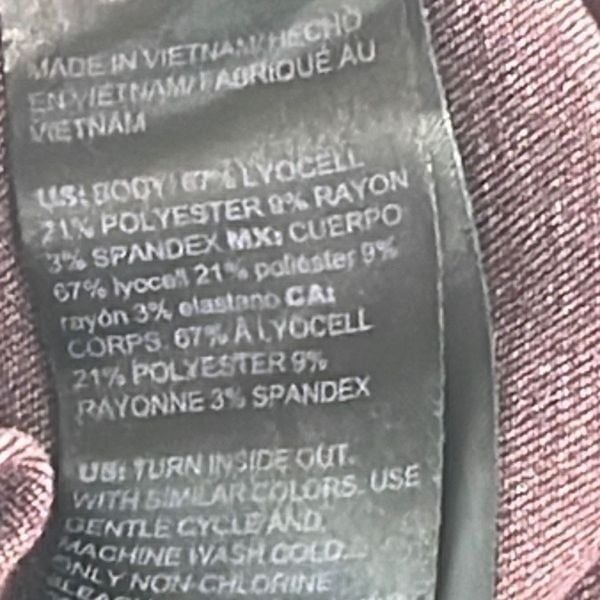 MADE IN VIETNAM/HECHO
EN VIETNAM/FABRIQUÉ AU
VIETNAM
US: BODY: 67% LYOCELL
21% POLYESTER 9% RAYON
3% SPANDEX MX: CUERPO
67% lyocell 21% poliéster 9%
rayón 3% elastano CA:
CORPS. 67% À LYOCELL
21% POLYESTER 9%
RAYONNE 3% SPANDEX
US: TURN INSIDE OUT.
WITH SIMILAR COLORS. USE
GENTLE CYCLE AND
MACHINE WASH COLD...
ONLY NON-CHLORINE